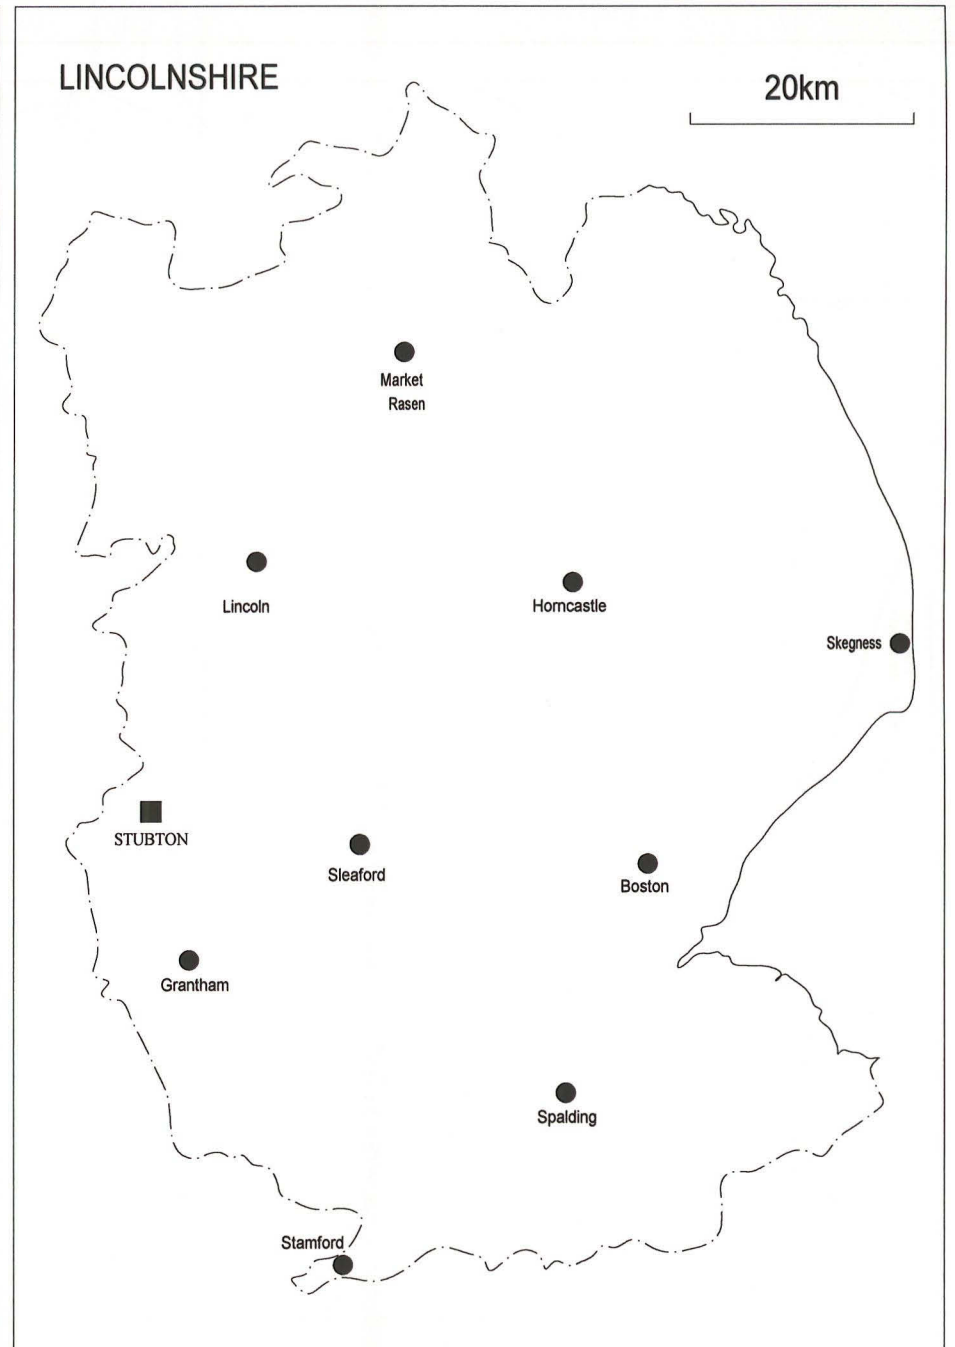 LINCOLNSHIRE
20km
Market
Rasen
Lincoln
Horncastle
Skegness
STUBTON
Sleaford
Boston
Grantham
Spalding
Stamford